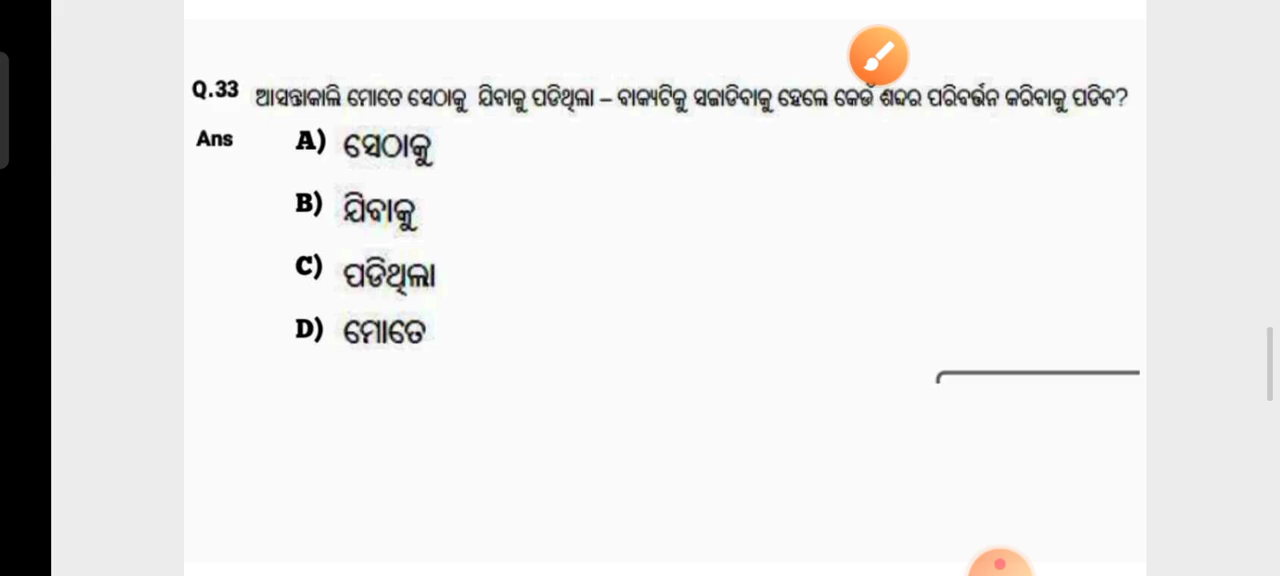 Q.33 ଆସନ୍ତାକାଲି ମୋତେ ସେଠାକୁ ଯିବାକୁ ପଡିଥିଲା – ବାକ୍ୟଟିକୁ ସଜାଡିବାକୁ ହେଲେ କେଉଁ ଶବ୍ଦର ପରିବର୍ତ୍ତନ କରିବାକୁ ପଡିବ?
Ans A) ସେଠାକୁ
B) ଯିବାକୁ
C) ପଡିଥିଲା
D) ମୋତେ